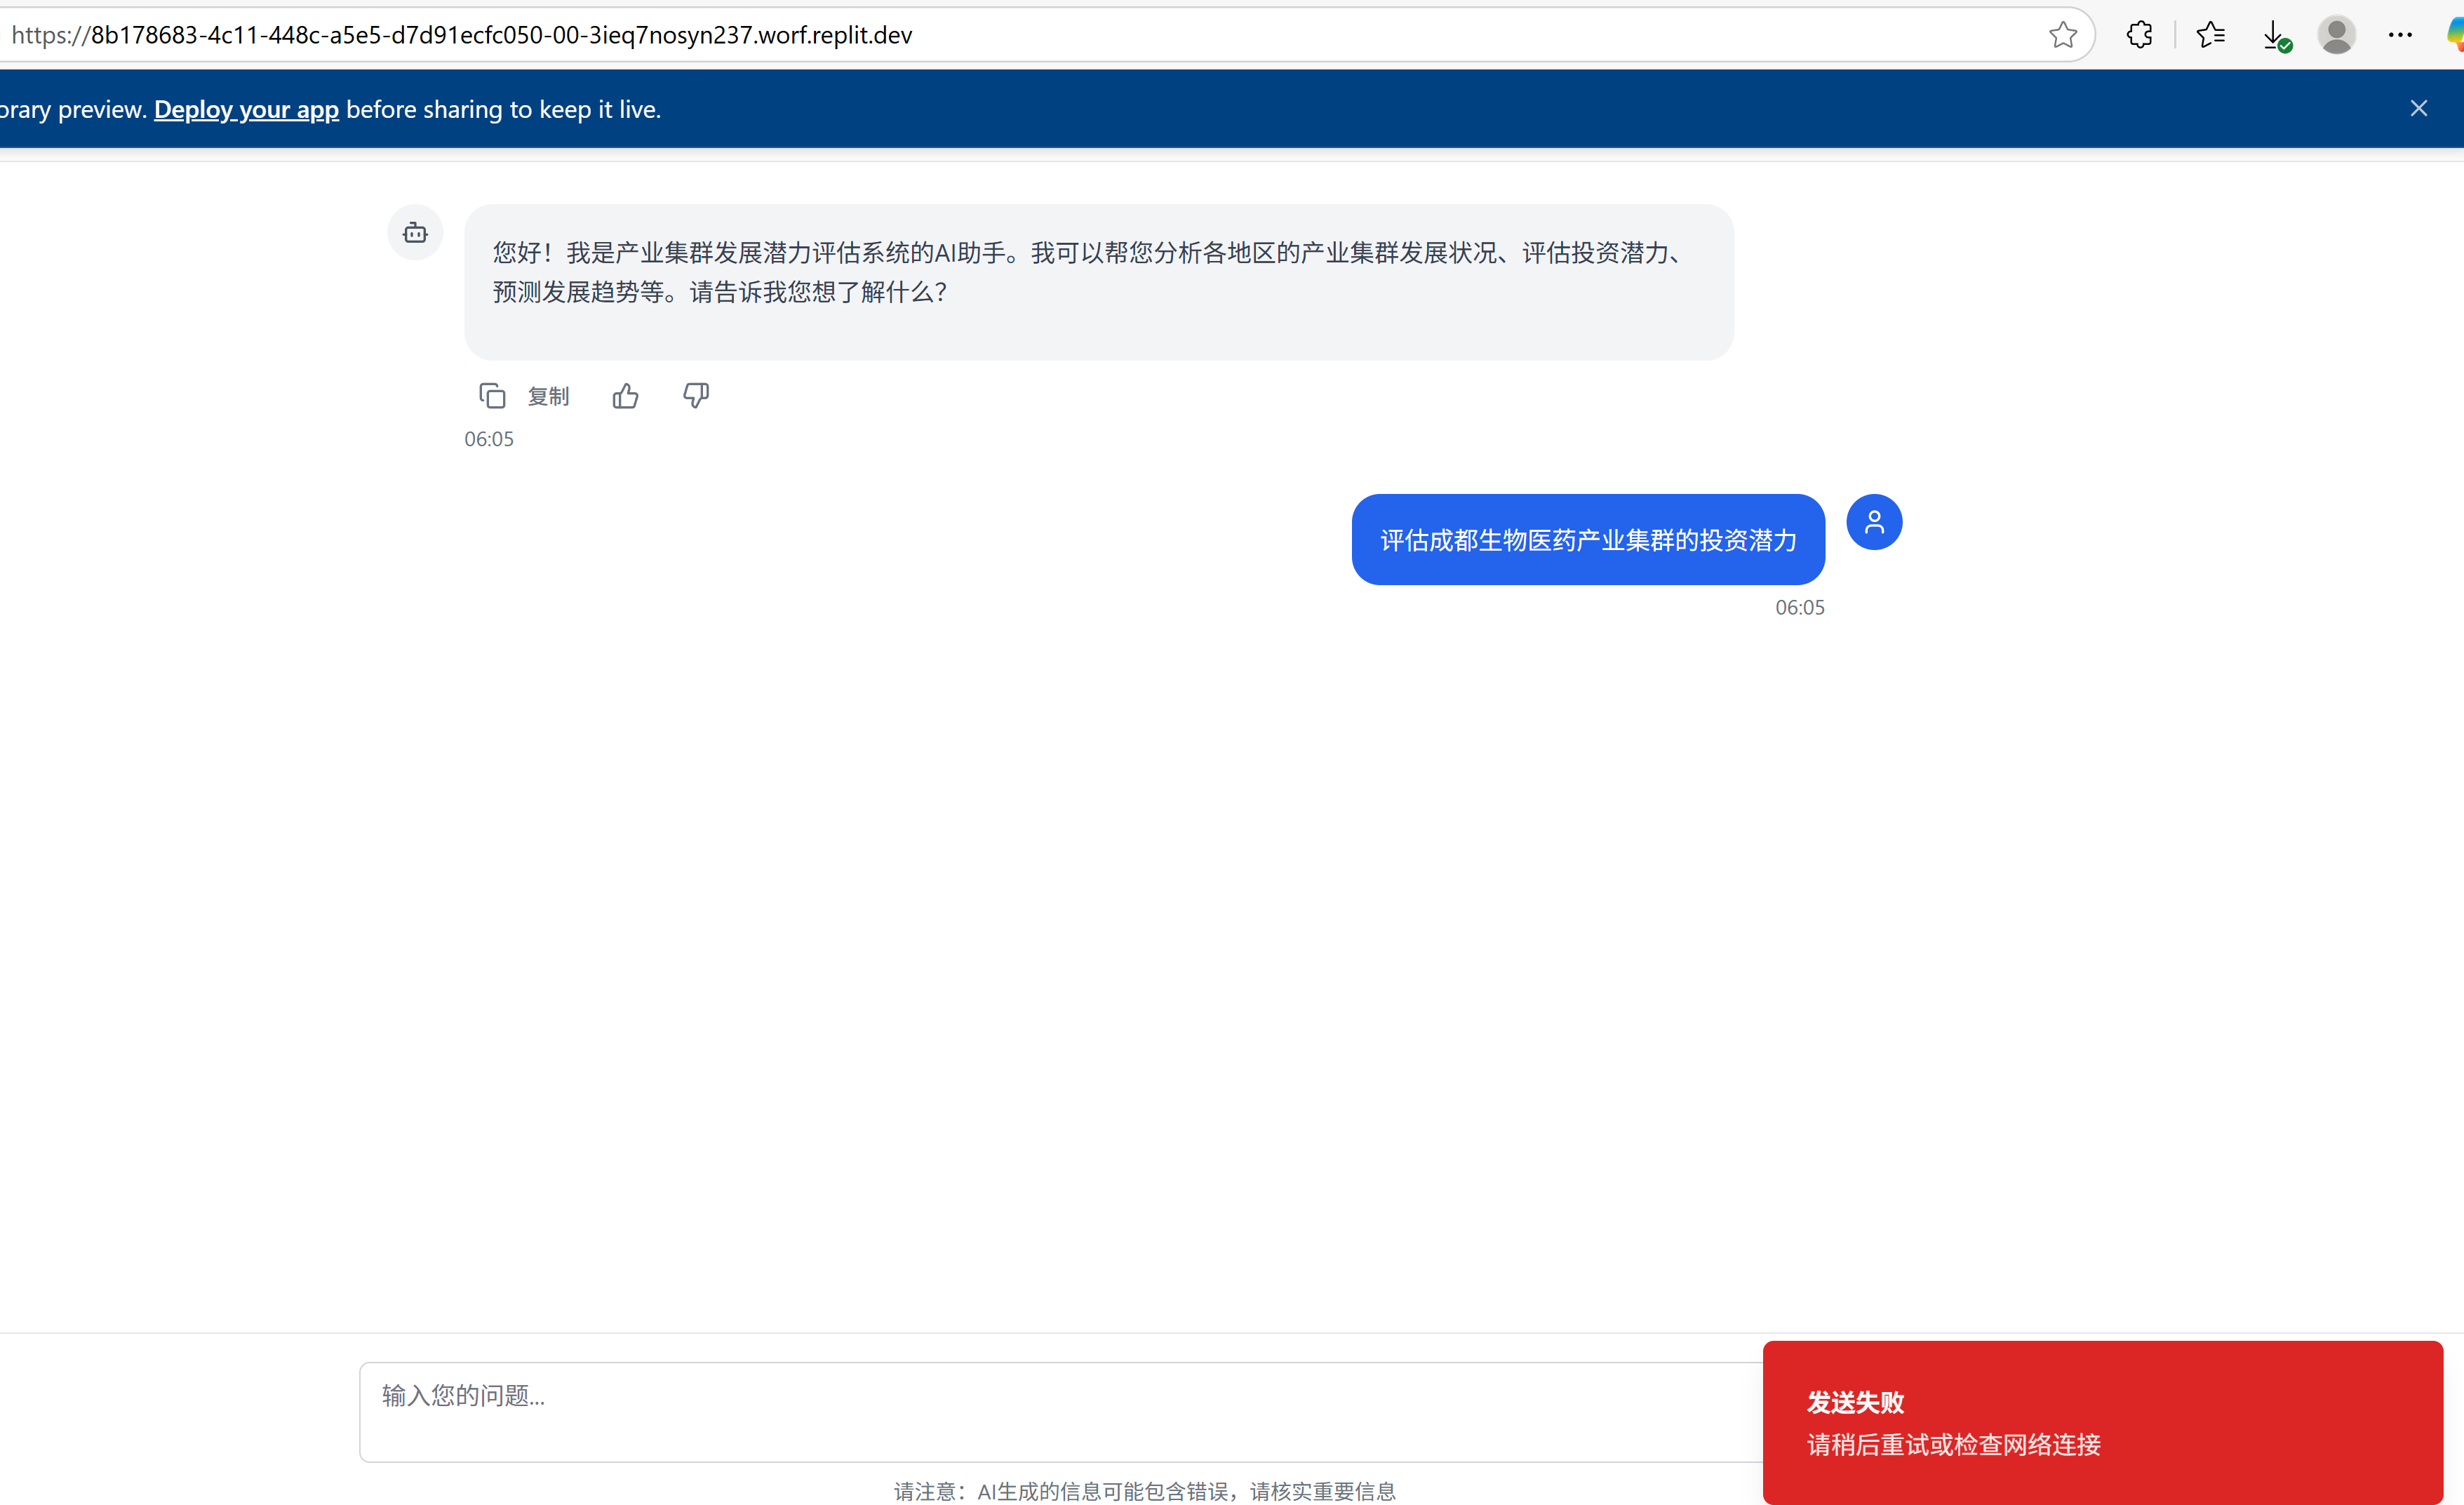 https://8b178683-4c11-448c-a5e5-d7d91ecfc050-00-3ieq7nosyn237.worf.replit.dev
preview. Deploy your app before sharing to keep it live.
您好！我是产业集群发展潜力评估系统的AI助手。我可以帮您分析各地区的产业集群发展状况、评估投资潜力、
预测发展趋势等。请告诉我您想了解什么？
复制
06:05
评估成都生物医药产业集群的投资潜力
06:05
输入您的问题...
发送失败
请稍后重试或检查网络连接
请注意：AI生成的信息可能包含错误，请核实重要信息